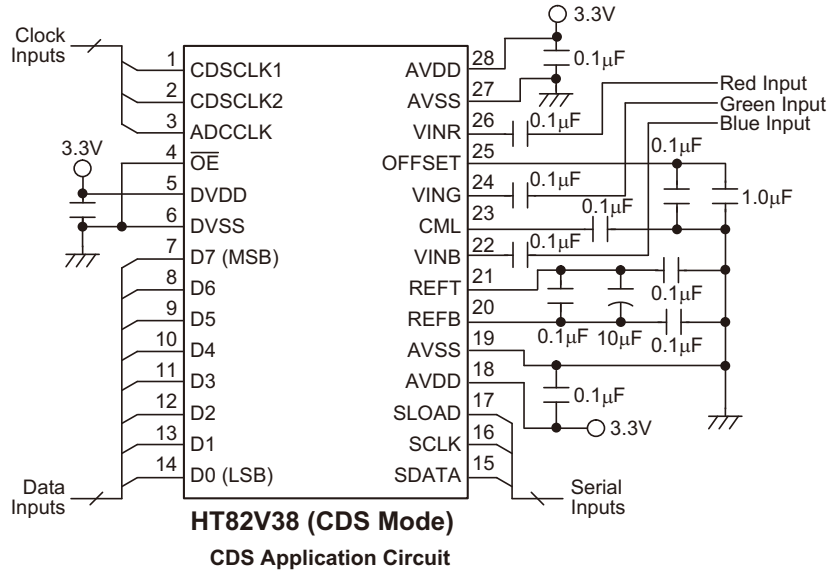 3.3V
Clock
Inputs
0.1µF
1
CDSCLK1
AVDD
28
2
CDSCLK2
AVSS
27
Red Input
3
ADCCLK
VINR
26
0.1µF
Green Input
Blue Input
3.3V
4
OE
OFFSET
25
0.1µF
5
DVDD
VING
24
0.1µF
1.0µF
6
DVSS
CML
23
0.1µF
7
D7 (MSB)
VINB
22
0.1µF
8
D6
REFT
21
0.1µF
9
D5
REFB
20
0.1µF
10µF
0.1µF
10
D4
AVSS
19
11
D3
AVDD
18
0.1µF
12
D2
SLOAD
17
3.3V
13
D1
SCLK
16
14
D0 (LSB)
SDATA
15
Data
Inputs
Serial
Inputs
HT82V38 (CDS Mode)
CDS Application Circuit